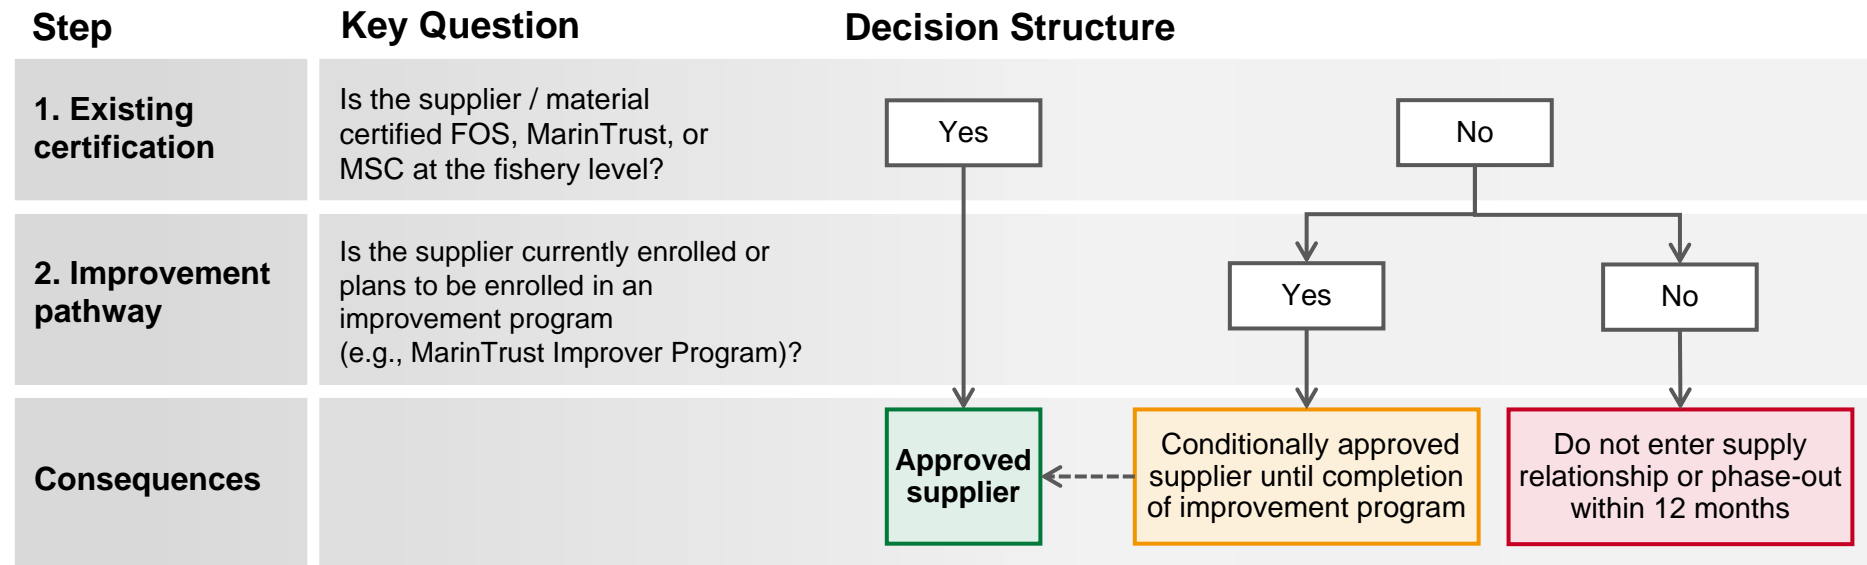 Step
Key Question
Decision Structure
1. Existing
certification
Is the supplier / material
certified FOS, MarinTrust, or
MSC at the fishery level?
Yes
No
2. Improvement
pathway
Is the supplier currently enrolled or
plans to be enrolled in an
improvement program
(e.g., MarinTrust Improver Program)?
Yes
No
Consequences
Approved
supplier
Conditionally approved
supplier until completion
of improvement program
Do not enter supply
relationship or phase-out
within 12 months